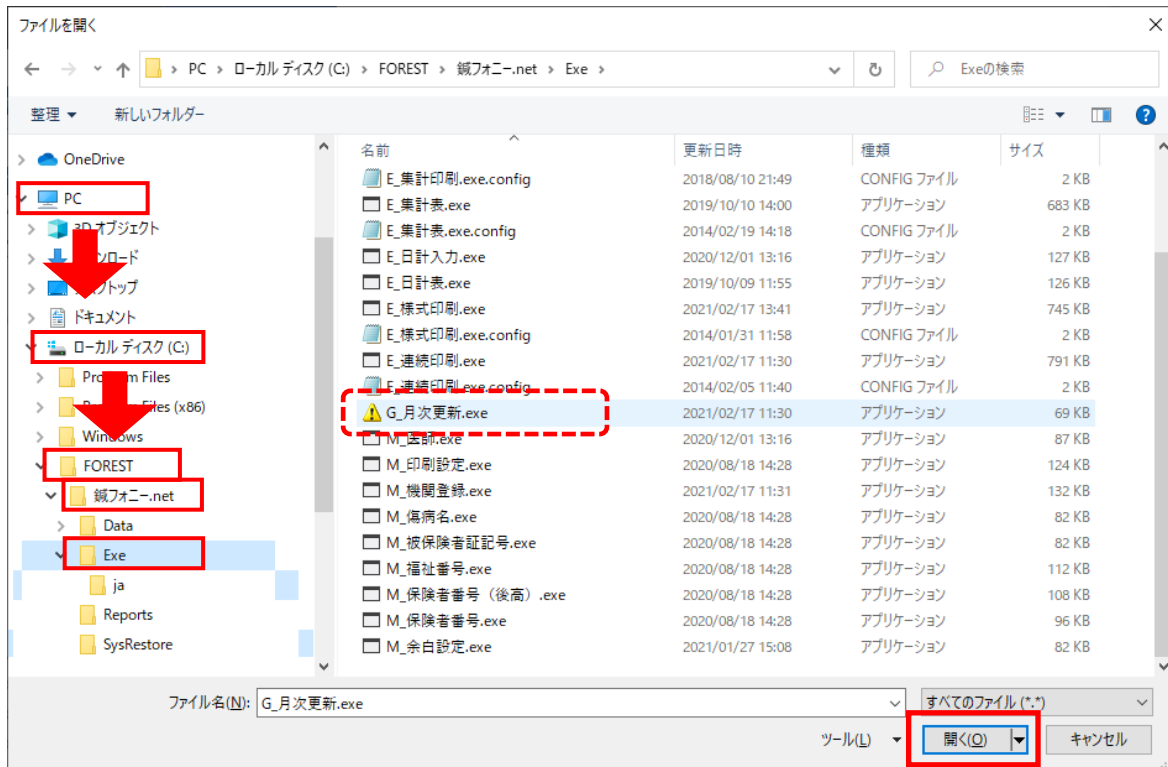 ファイルを開く
PC › ローカル ディスク (C:) › FOREST › 鍼フォニー.net › Exe ›
Exeの検索
整理 新しいフォルダー
OneDrive
PC
3D オブジェクト
トップ
ドキュメント
ローカル ディスク (C:)
Program Files
Files (x86)
Windows
FOREST
鍼フォニー.net
Data
Exe
ja
Reports
SysRestore
名前 更新日時 種類 サイズ
E_集計印刷.exe.config 2018/08/10 21:49 CONFIG ファイル 2 KB
E_集計表.exe 2019/10/10 14:00 アプリケーション 683 KB
E_集計表.exe.config 2014/02/19 14:18 CONFIG ファイル 2 KB
E_日計入力.exe 2020/12/01 13:16 アプリケーション 127 KB
E_日計表.exe 2019/10/09 11:55 アプリケーション 126 KB
E_様式印刷.exe 2021/02/17 13:41 アプリケーション 745 KB
E_様式印刷.exe.config 2014/01/31 11:58 CONFIG ファイル 2 KB
E_連続印刷.exe 2021/02/17 11:30 アプリケーション 791 KB
E_連続印刷.exe.config 2014/02/05 11:40 CONFIG ファイル 2 KB
G_月次更新.exe 2021/02/17 11:30 アプリケーション 69 KB
M_医師.exe 2020/12/01 13:16 アプリケーション 87 KB
M_印刷設定.exe 2020/08/18 14:28 アプリケーション 124 KB
M_機関登録.exe 2021/02/17 11:31 アプリケーション 132 KB
M_傷病名.exe 2020/08/18 14:28 アプリケーション 82 KB
M_被保険者証記号.exe 2020/08/18 14:28 アプリケーション 82 KB
M_福祉番号.exe 2020/08/18 14:28 アプリケーション 112 KB
M_保険者番号（後高）.exe 2020/08/18 14:28 アプリケーション 108 KB
M_保険者番号.exe 2020/08/18 14:28 アプリケーション 96 KB
M_余白設定.exe 2021/01/27 15:08 アプリケーション 82 KB
ファイル名(N): G_月次更新.exe すべてのファイル (*.*)
ツール(L) 開く(O) キャンセル